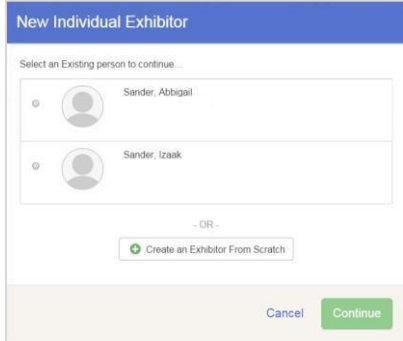 New Individual Exhibitor
Select an Existing person to continue...
Sander, Abbigail
Sander, Izaak
- OR -
Create an Exhibitor From Scratch
Cancel
Continue